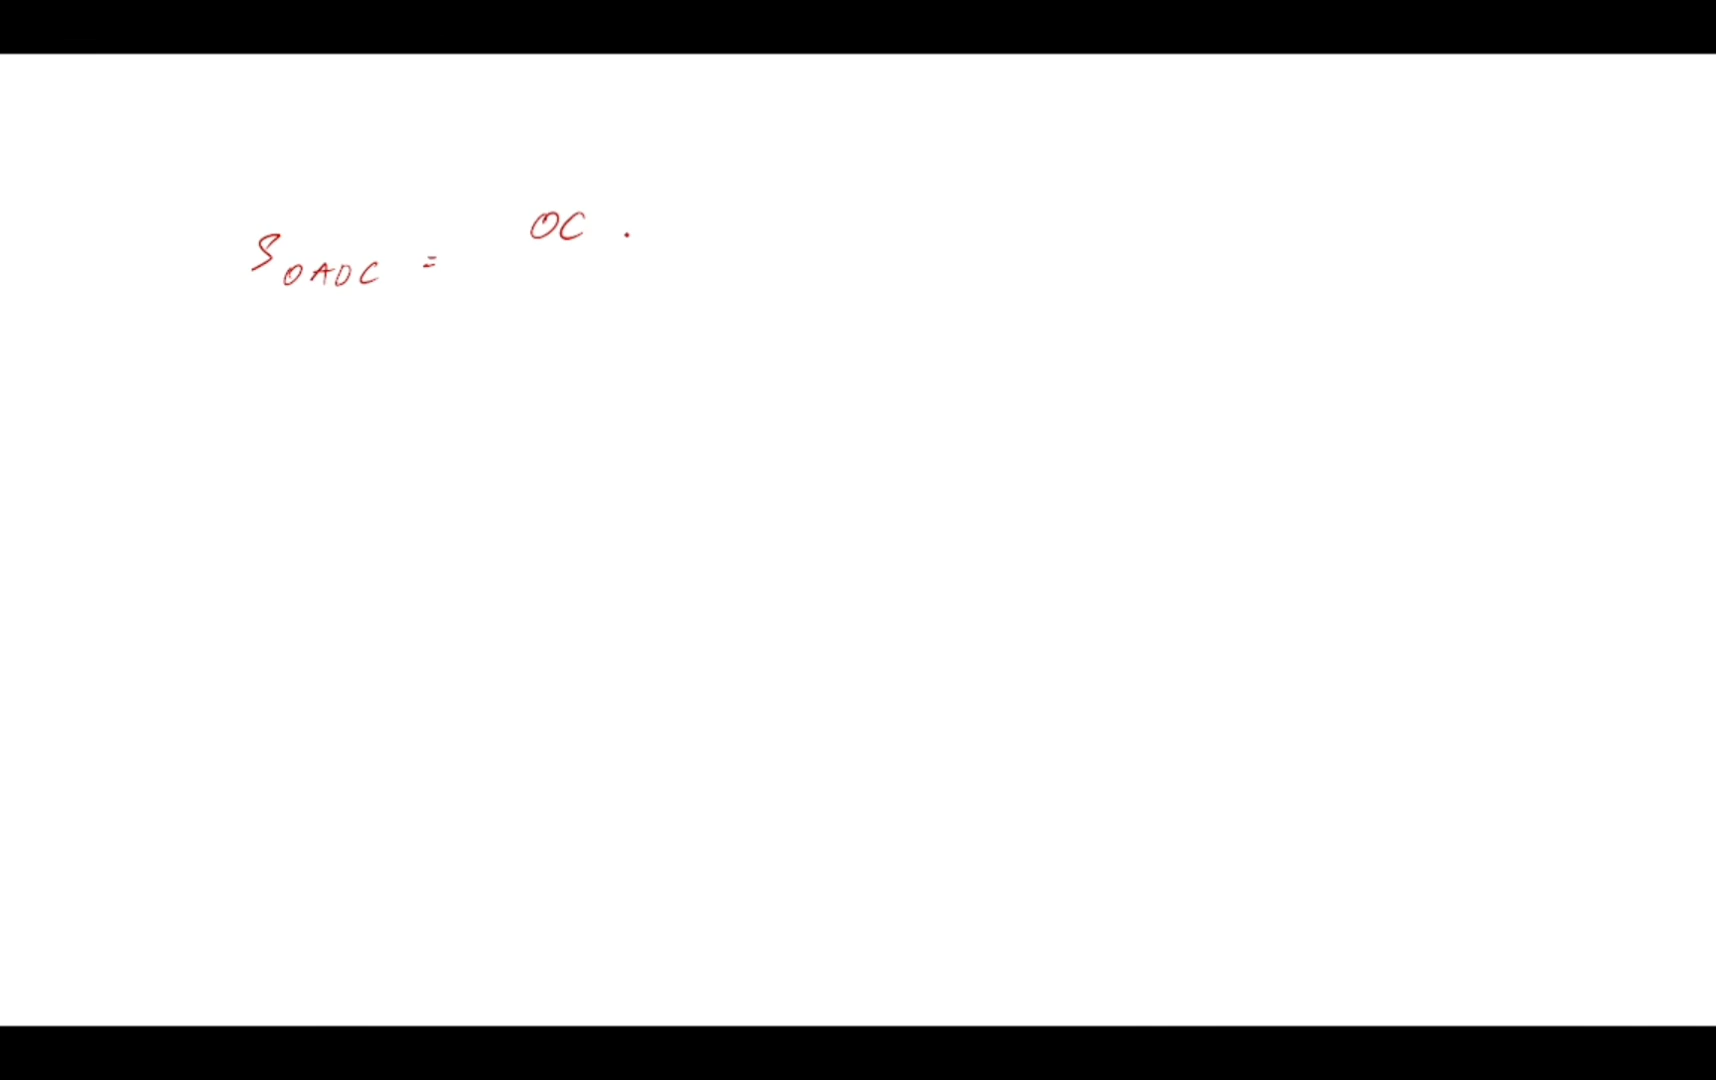 S_OADC = OC .